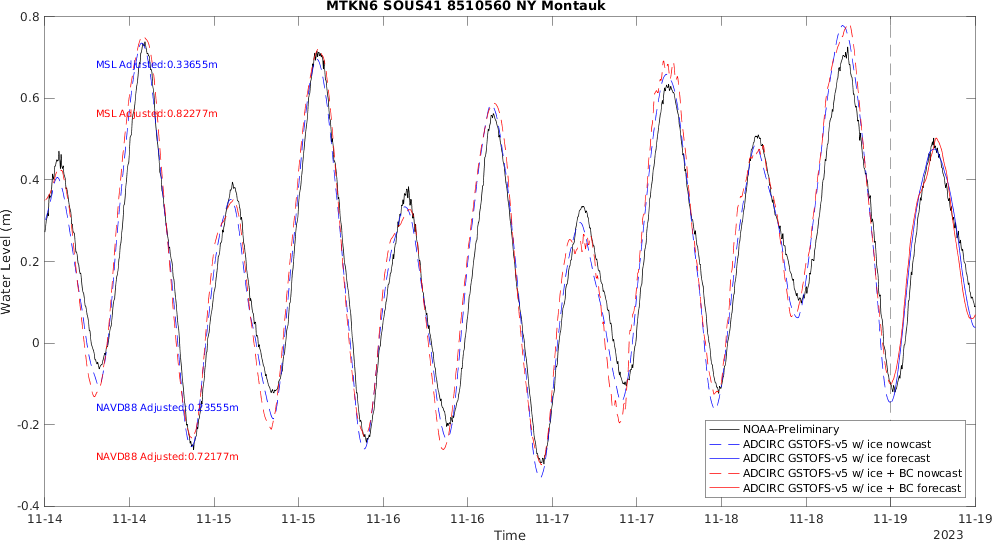 MTKN6 SOUS41 8510560 NY Montauk
0.8
0.6
0.4
0.2
0
-0.2
-0.4
Water Level (m)
MSL Adjusted:0.33655m
MSL Adjusted:0.82277m
NAVD88 Adjusted:0.23555m
NAVD88 Adjusted:0.72177m
NOAA-Preliminary
ADCIRC GSTOFS-v5 w/ ice nowcast
ADCIRC GSTOFS-v5 w/ ice forecast
ADCIRC GSTOFS-v5 w/ ice + BC nowcast
ADCIRC GSTOFS-v5 w/ ice + BC forecast
11-14 11-14 11-15 11-15 11-16 11-16 11-17 11-17 11-18 11-18 11-19 11-19
Time
2023